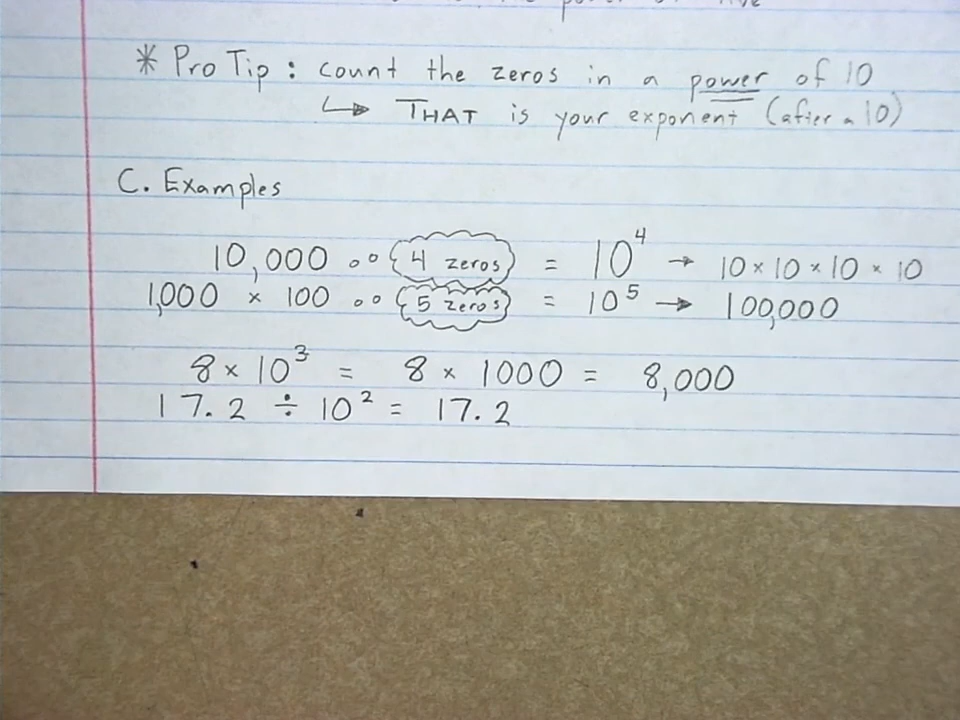 * Pro Tip : count the zeros in a power of 10
↳ THAT is your exponent (after a 10)
C. Examples
10,000 °° 4 zeros = 10⁴ → 10 × 10 × 10 × 10
1,000 × 100 °° 5 zeros = 10⁵ → 100,000
8 × 10³ = 8 × 1000 = 8,000
17.2 ÷ 10² = 17.2